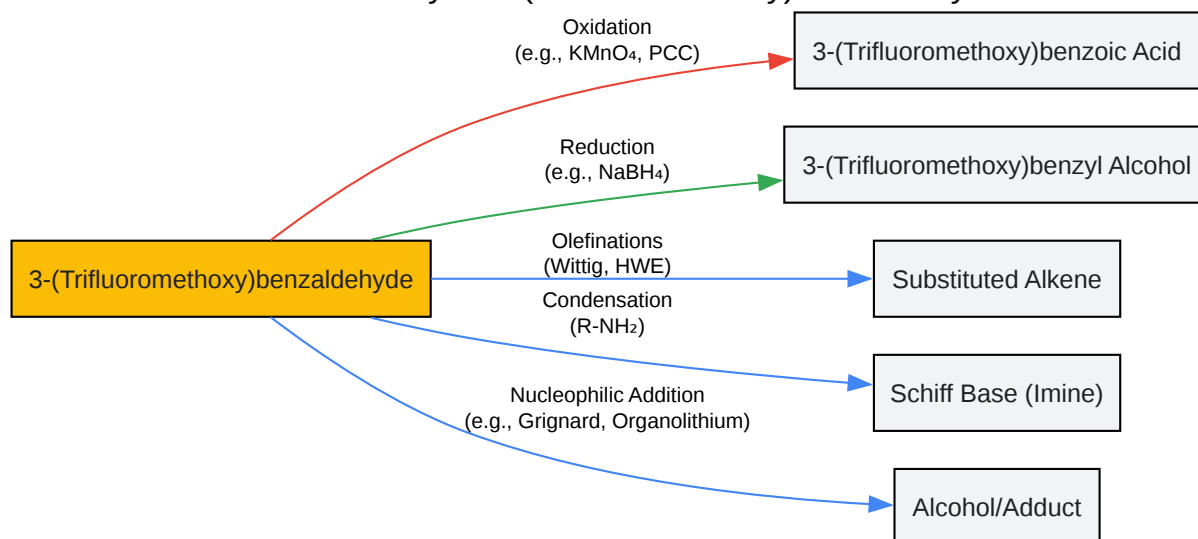 Oxidation
(e.g., KMnO₄, PCC)
3-(Trifluoromethoxy)benzoic Acid
Reduction
(e.g., NaBH₄)
3-(Trifluoromethoxy)benzyl Alcohol
3-(Trifluoromethoxy)benzaldehyde
Olefinations
(Wittig, HWE)
Substituted Alkene
Condensation
(R-NH₂)
Schiff Base (Imine)
Nucleophilic Addition
(e.g., Grignard, Organolithium)
Alcohol/Adduct